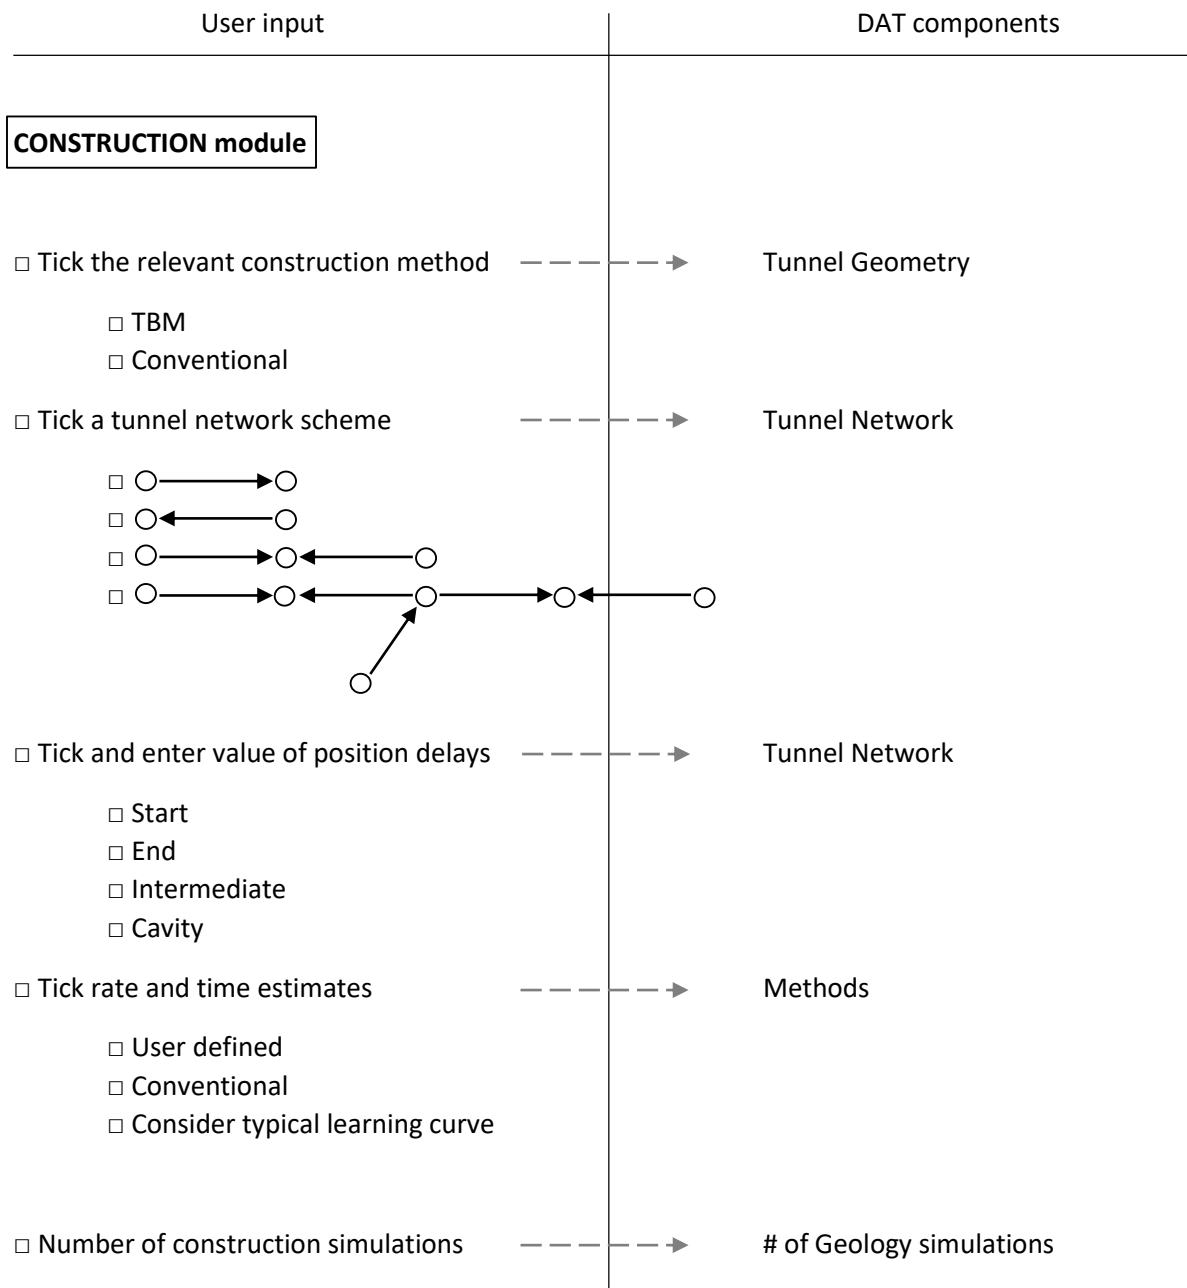 User input DAT components
CONSTRUCTION module
□ Tick the relevant construction method Tunnel Geometry
□ TBM
□ Conventional
□ Tick a tunnel network scheme Tunnel Network
□
□
□
□
□ Tick and enter value of position delays Tunnel Network
□ Start
□ End
□ Intermediate
□ Cavity
□ Tick rate and time estimates Methods
□ User defined
□ Conventional
□ Consider typical learning curve
□ Number of construction simulations # of Geology simulations